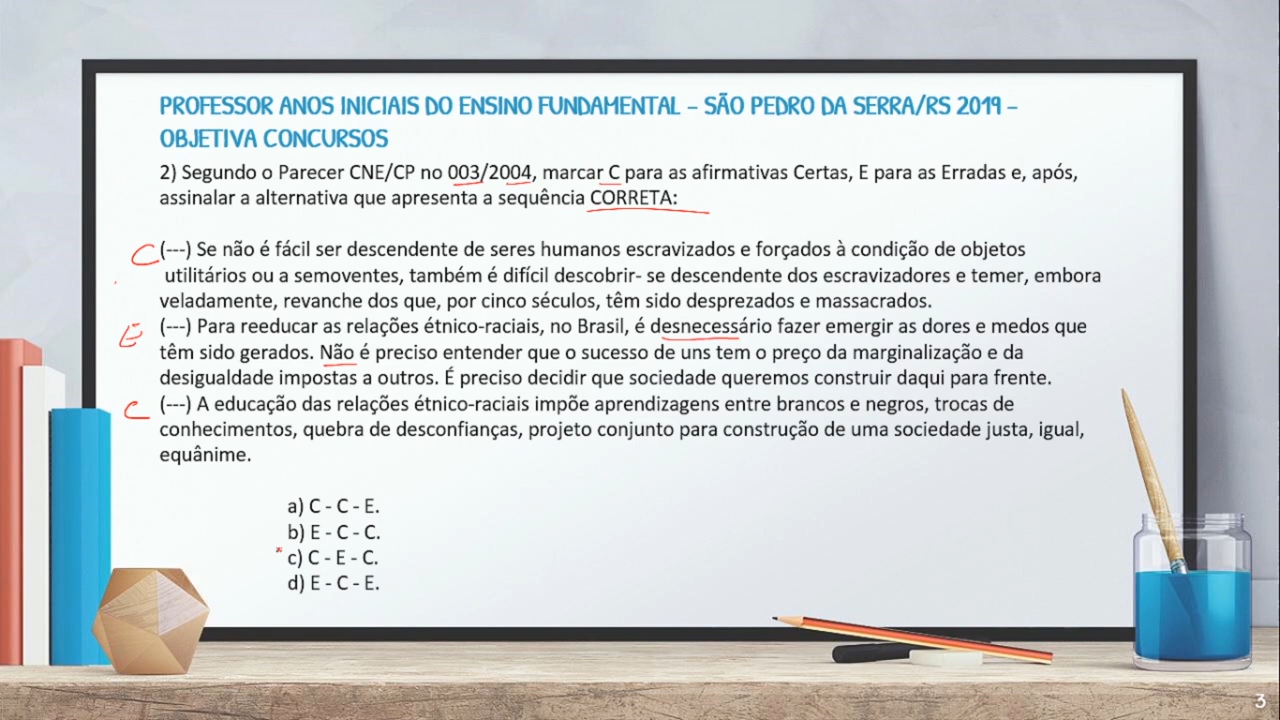 PROFESSOR ANOS INICIAIS DO ENSINO FUNDAMENTAL – SÃO PEDRO DA SERRA/RS 2019 –
OBJETIVA CONCURSOS
2) Segundo o Parecer CNE/CP no 003/2004, marcar C para as afirmativas Certas, E para as Erradas e, após,
assinalar a alternativa que apresenta a sequência CORRETA:
C (---) Se não é fácil ser descendente de seres humanos escravizados e forçados à condição de objetos
utilitários ou a semoventes, também é difícil descobrir- se descendente dos escravizadores e temer, embora
veladamente, revanche dos que, por cinco séculos, têm sido desprezados e massacrados.
E (---) Para reeducar as relações étnico-raciais, no Brasil, é desnecessário fazer emergir as dores e medos que
têm sido gerados. Não é preciso entender que o sucesso de uns tem o preço da marginalização e da
desigualdade impostas a outros. É preciso decidir que sociedade queremos construir daqui para frente.
C (---) A educação das relações étnico-raciais impõe aprendizagens entre brancos e negros, trocas de
conhecimentos, quebra de desconfianças, projeto conjunto para construção de uma sociedade justa, igual,
equânime.
a) C - C - E.
b) E - C - C.
c) C - E - C.
d) E - C - E.
3